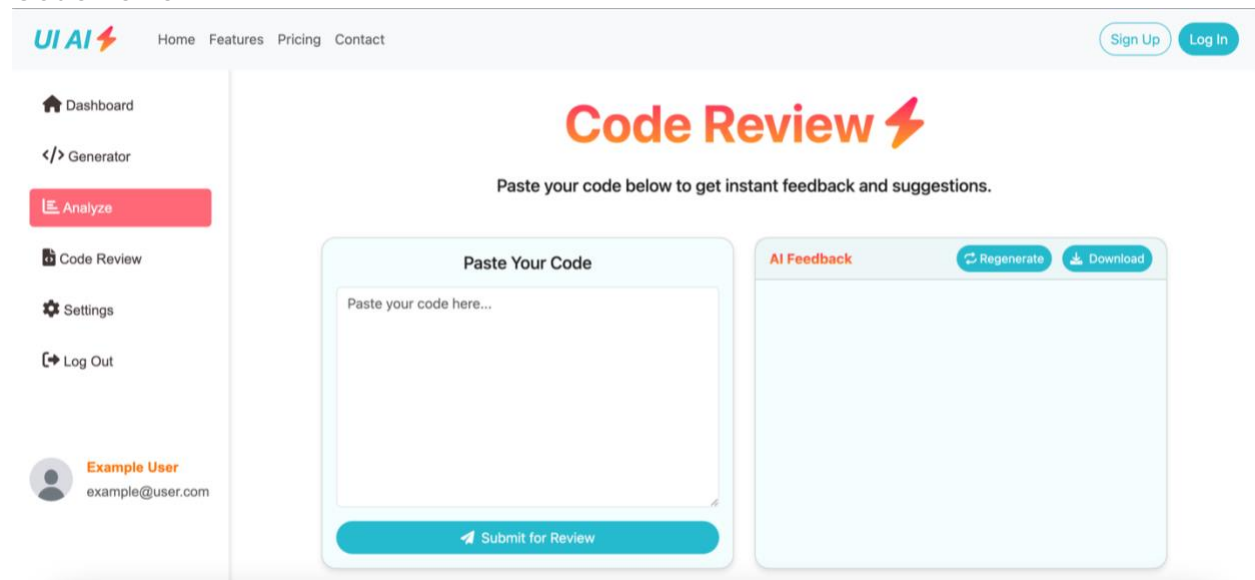 UI AI
Home Features Pricing Contact
Sign Up
Log In
Dashboard
</> Generator
Analyze
Code Review
Settings
Log Out
Example User
example@user.com
Code Review
Paste your code below to get instant feedback and suggestions.
Paste Your Code
Paste your code here...
Submit for Review
AI Feedback
Regenerate
Download